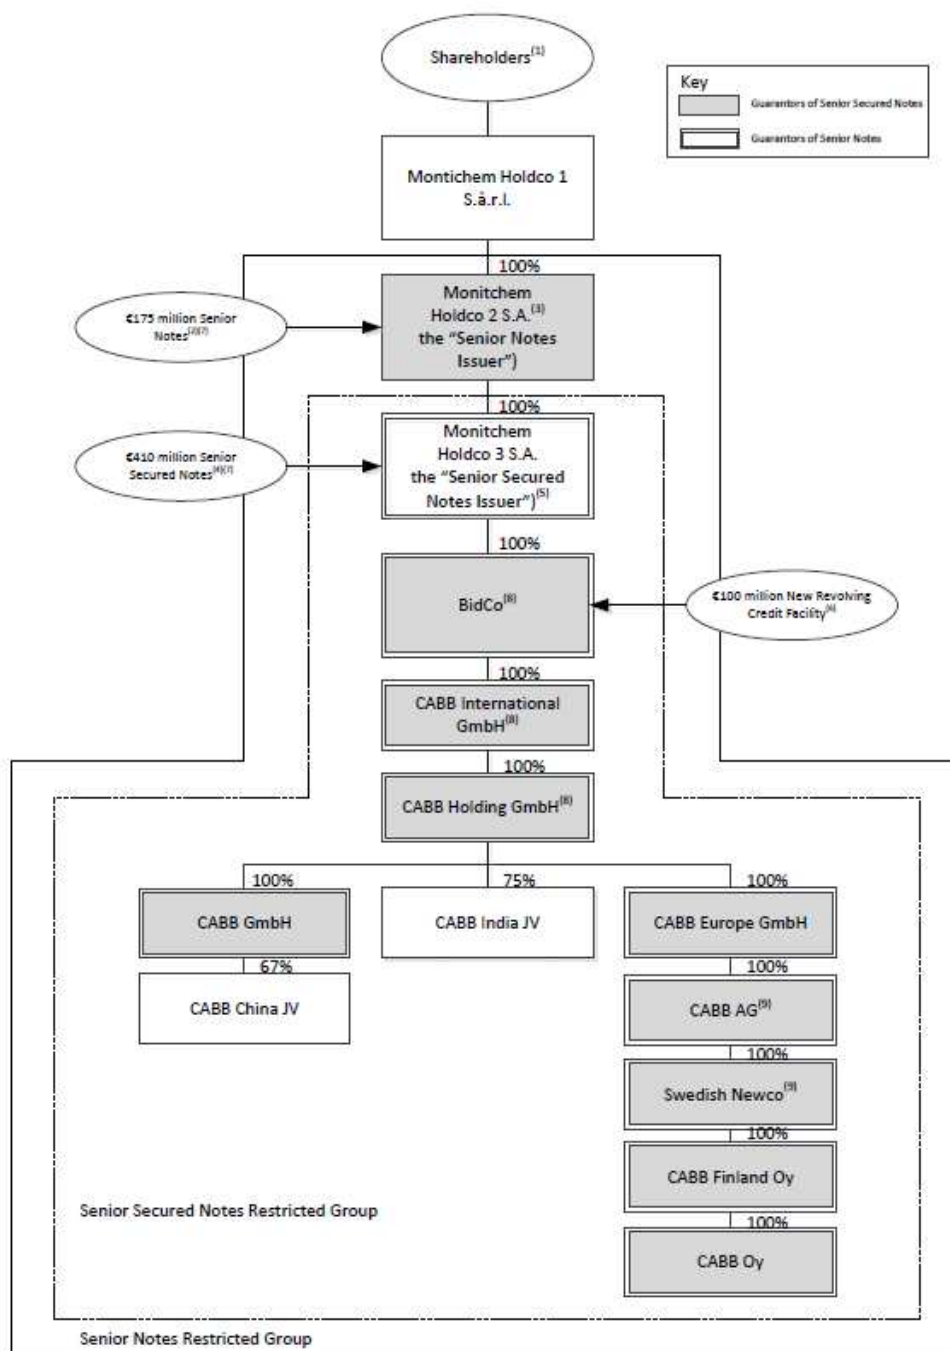 Shareholders(1)
Key
Guarantors of Senior Secured Notes
Guarantors of Senior Notes
Montichem Holdco 1
S.à.r.l.
100%
Monitchem
Holdco 2 S.A.(3)
the “Senior Notes
Issuer”)
€175 million Senior
Notes(2)(7)
100%
Monitchem
Holdco 3 S.A.
the “Senior Secured
Notes Issuer”)(5)
€410 million Senior
Secured Notes(4)(7)
100%
BidCo(8)
€100 million New Revolving
Credit Facility(6)
100%
CABB International
GmbH(8)
100%
CABB Holding GmbH(8)
100%
75%
100%
CABB GmbH
CABB India JV
CABB Europe GmbH
67%
100%
CABB China JV
CABB AG(9)
100%
Swedish Newco(9)
100%
CABB Finland Oy
Senior Secured Notes Restricted Group
100%
CABB Oy
Senior Notes Restricted Group